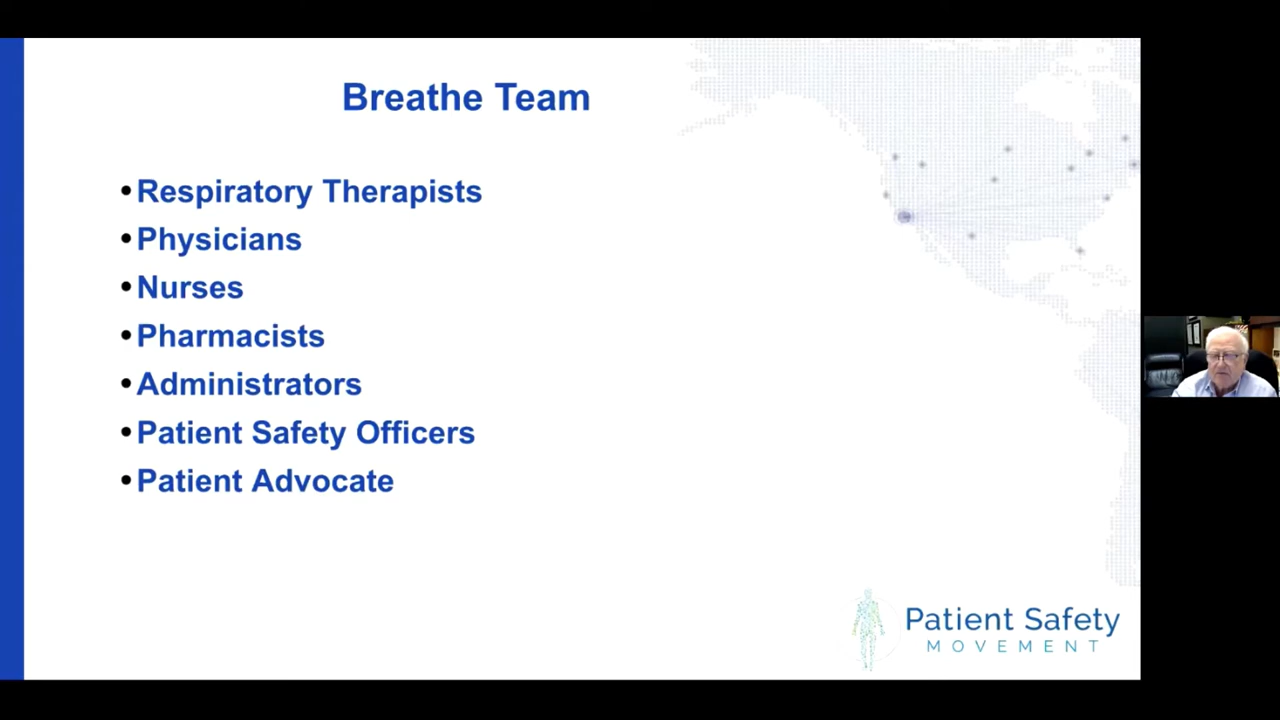 Breathe Team
•Respiratory Therapists
•Physicians
•Nurses
•Pharmacists
•Administrators
•Patient Safety Officers
•Patient Advocate
Patient Safety
MOVEMENT